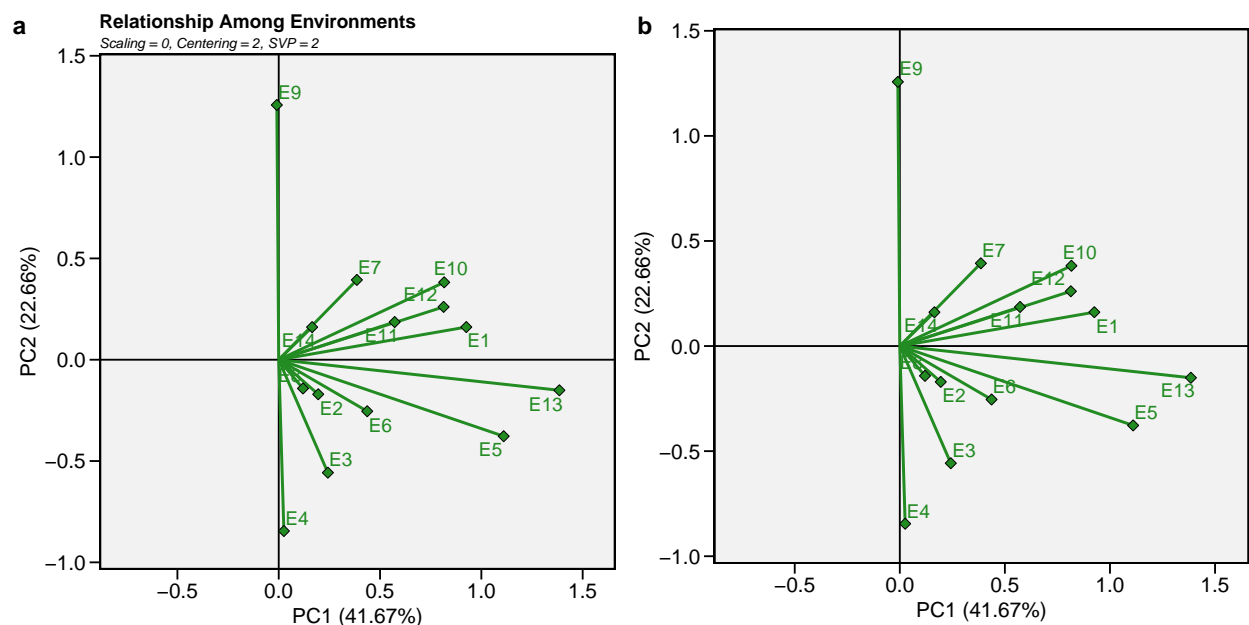 a
Relationship Among Environments
Scaling = 0, Centering = 2, SVP = 2
1.5
1.0
0.5
0.0
−0.5
−1.0
PC2 (22.66%)
E9
E7
E10
E12
E14
E11
E1
E2
E6
E13
E5
E3
E4
−0.5
0.0
0.5
1.0
1.5
PC1 (41.67%)
b
1.5
1.0
0.5
0.0
−0.5
−1.0
PC2 (22.66%)
E9
E7
E10
E12
E14
E11
E1
E2
E6
E13
E5
E3
E4
−0.5
0.0
0.5
1.0
1.5
PC1 (41.67%)